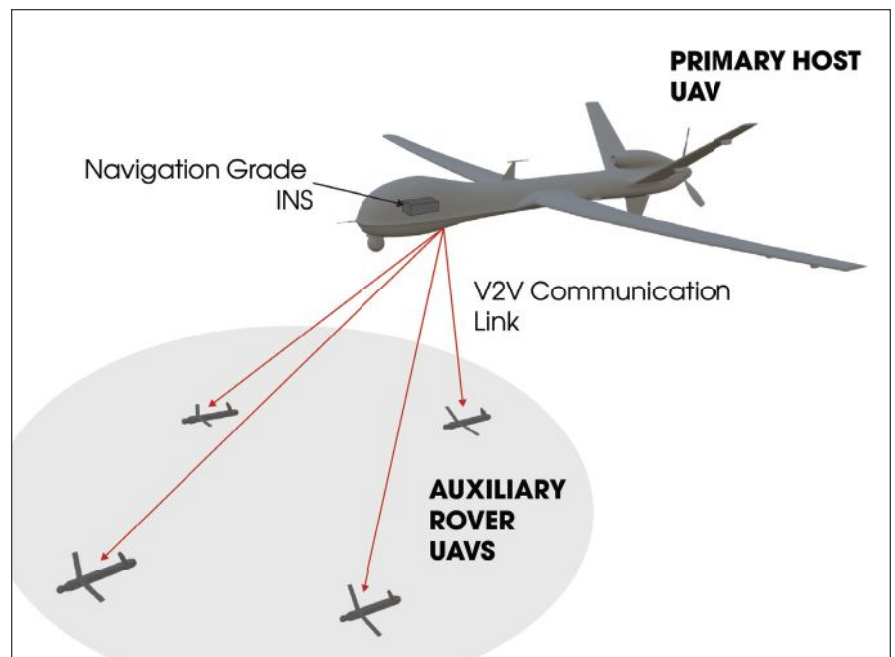 PRIMARY HOST
UAV
Navigation Grade
INS
V2V Communication
Link
AUXILIARY
ROVER
UAVS